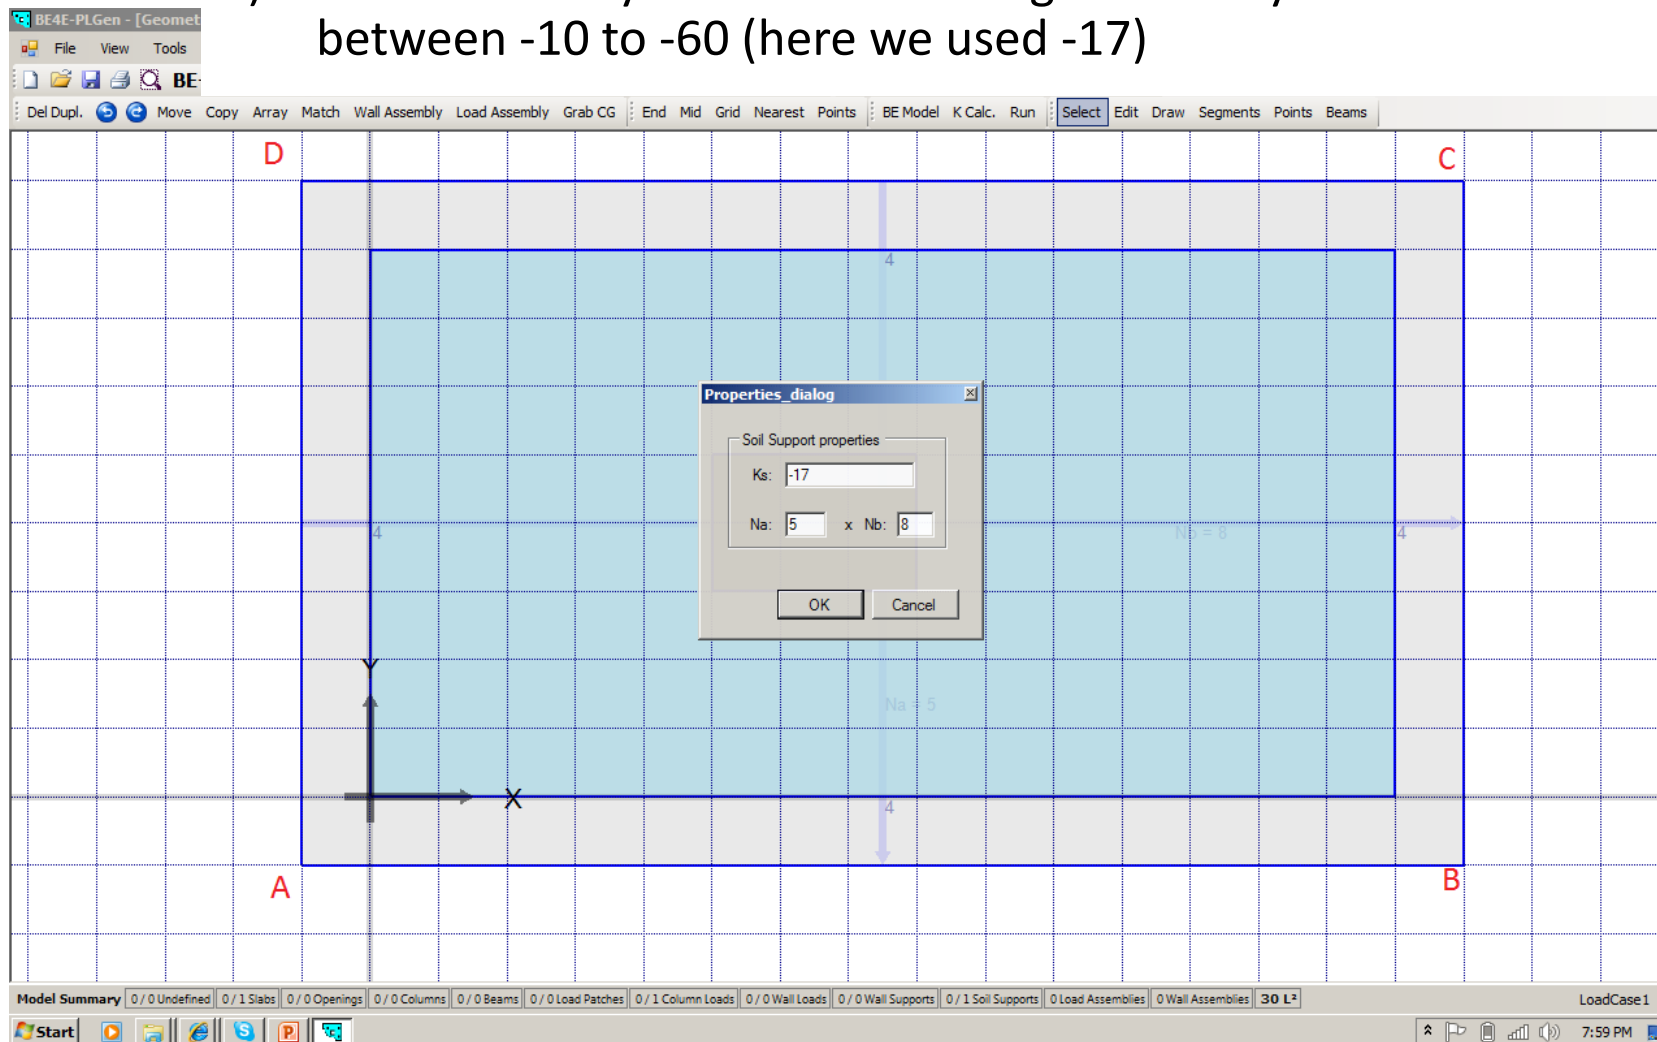 between -10 to -60 (here we used -17)
BE4E-PLGen - [Geomet
File View Tools
BE-
Del Dupl. Move Copy Array Match Wall Assembly Load Assembly Grab CG End Mid Grid Nearest Points BE Model K Calc. Run Select Edit Draw Segments Points Beams
D
C
4
Properties_dialog
Soil Support properties
Ks: -17
Na: 5 x Nb: 8
OK Cancel
4
Nb = 8
4
Y
Na = 5
X
4
A
B
Model Summary 0 / 0 Undefined 0 / 1 Slabs 0 / 0 Openings 0 / 0 Columns 0 / 0 Beams 0 / 0 Load Patches 0 / 1 Column Loads 0 / 0 Wall Loads 0 / 0 Wall Supports 0 / 1 Soil Supports 0 Load Assemblies 0 Wall Assemblies 30 L² LoadCase1
Start 7:59 PM